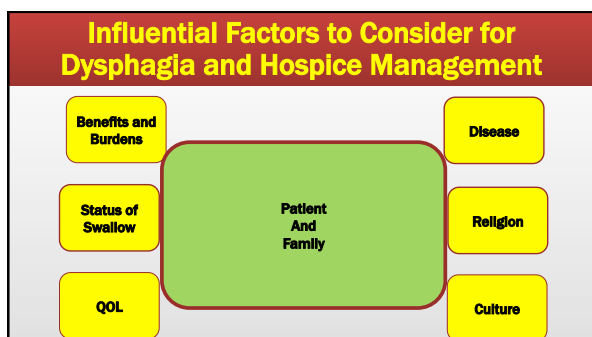 Influential Factors to Consider for
Dysphagia and Hospice Management
Benefits and
Burdens
Disease
Patient
And
Family
Status of
Swallow
Religion
QOL
Culture